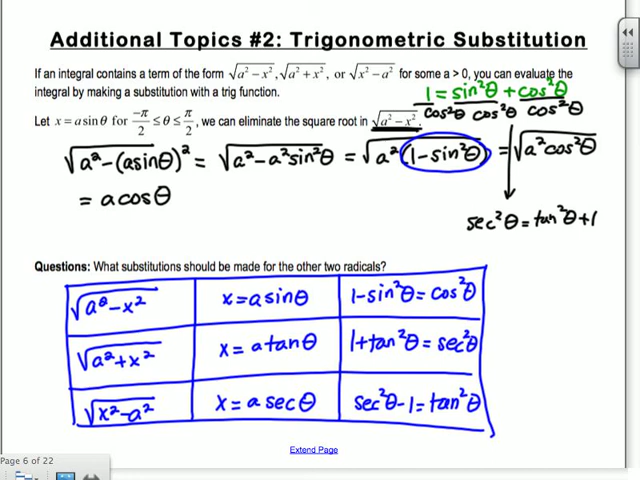 Additional Topics #2: Trigonometric Substitution
If an integral contains a term of the form √(a² − x²), √(a² + x²), or √(x² − a²) for some a > 0, you can evaluate the
integral by making a substitution with a trig function.
1 = sin²θ + cos²θ
cos²θ cos²θ cos²θ
Let x = a sin θ for −π/2 ≤ θ ≤ π/2, we can eliminate the square root in √(a² − x²).
√(a² − (a sinθ)²) = √(a² − a² sin²θ) = √(a² (1 − sin²θ)) = √(a² cos²θ)
= a cosθ
sec²θ = tan²θ + 1
Questions: What substitutions should be made for the other two radicals?
√(a² − x²) x = a sinθ 1 − sin²θ = cos²θ
√(a² + x²) x = a tanθ 1 + tan²θ = sec²θ
√(x² − a²) x = a secθ sec²θ − 1 = tan²θ
Extend Page
Page 6 of 22